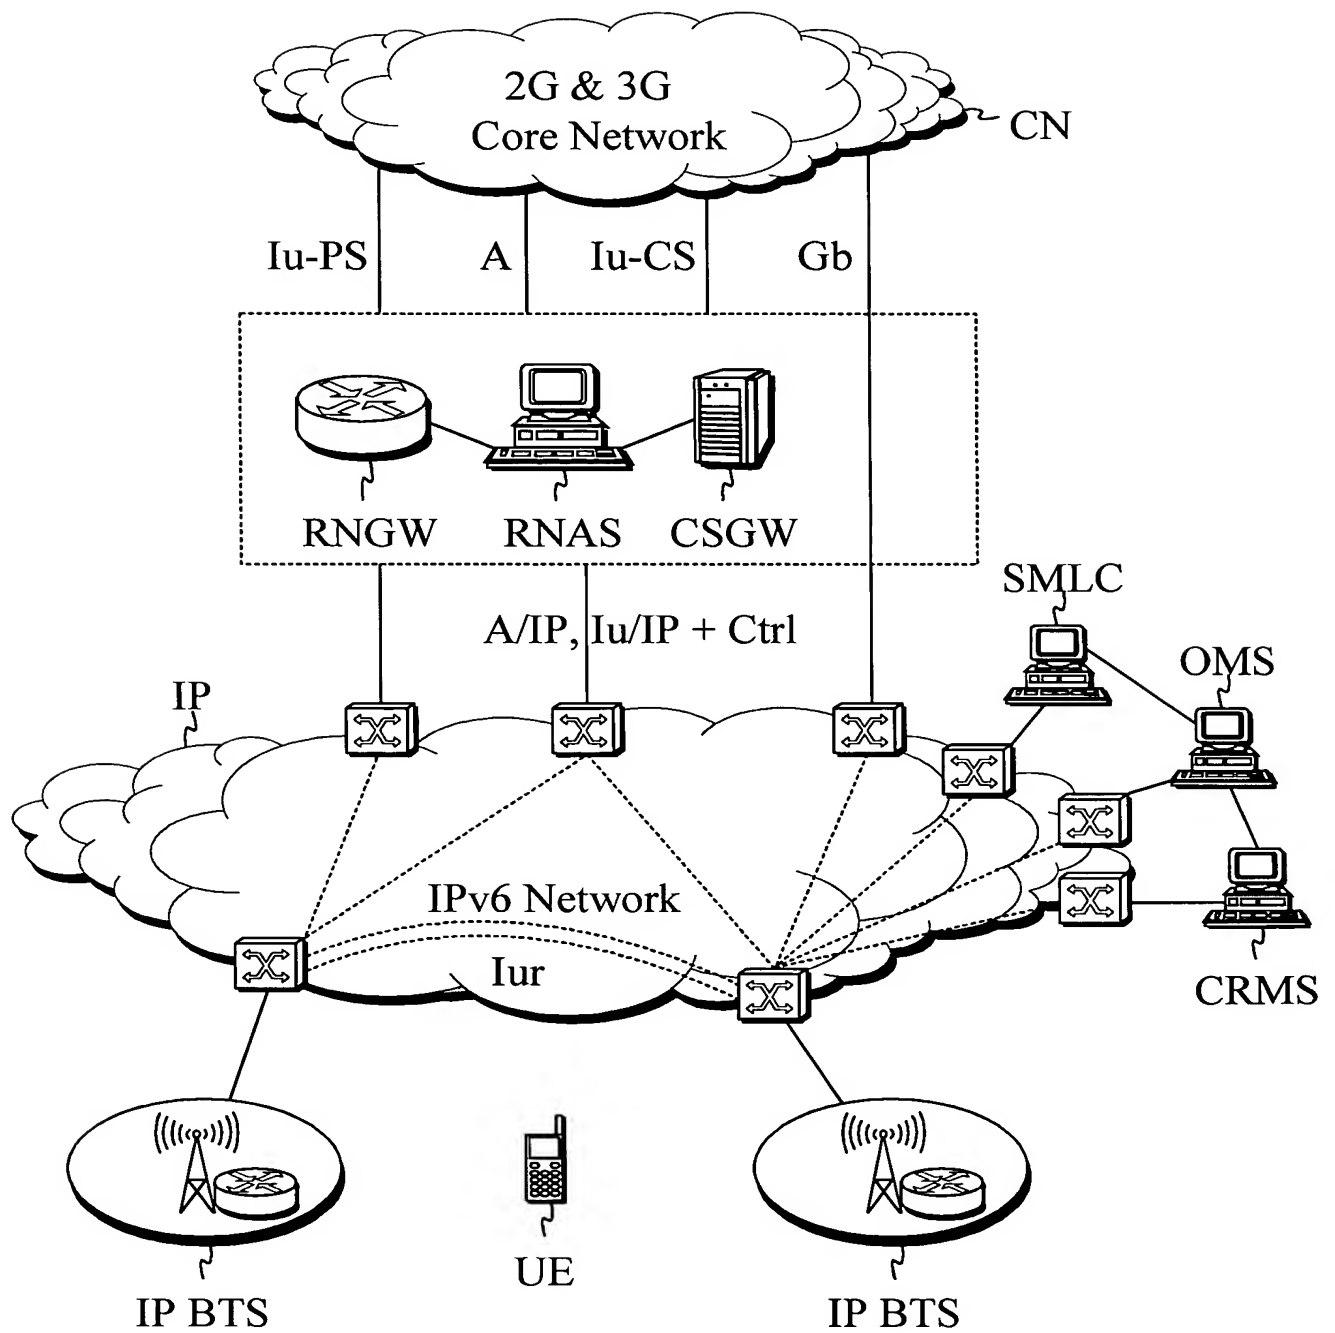 2G & 3G
Core Network
CN
Iu-PS
A
Iu-CS
Gb
RNGW
RNAS
CSGW
SMLC
A/IP, Iu/IP + Ctrl
OMS
IP
IPv6 Network
Iur
CRMS
UE
IP BTS
IP BTS